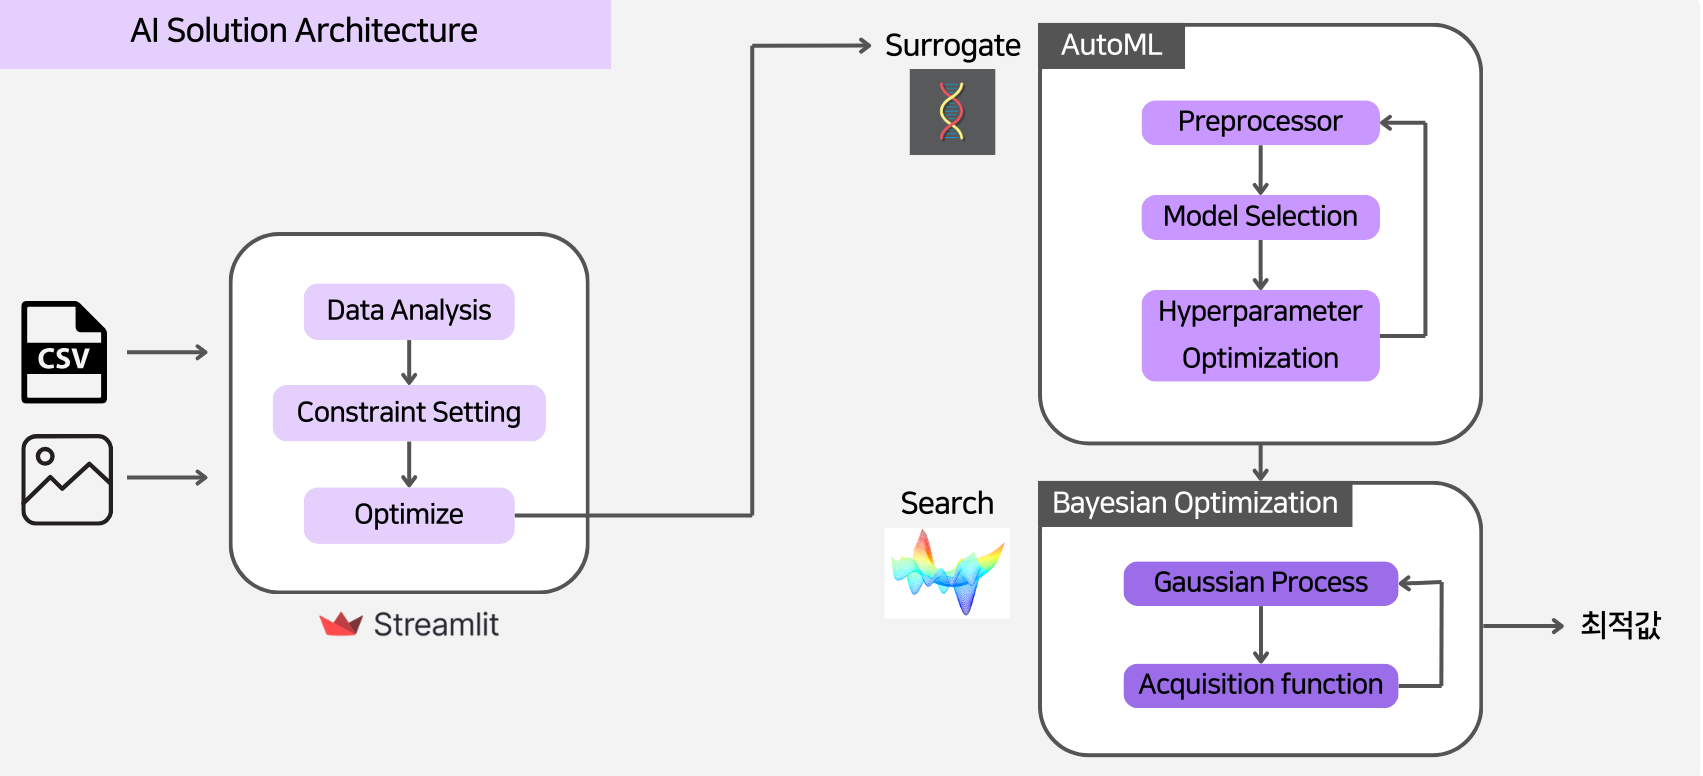 AI Solution Architecture
CSV
Data Analysis
Constraint Setting
Optimize
Streamlit
Surrogate
AutoML
Preprocessor
Model Selection
Hyperparameter
Optimization
Search
Bayesian Optimization
Gaussian Process
Acquisition function
최적값